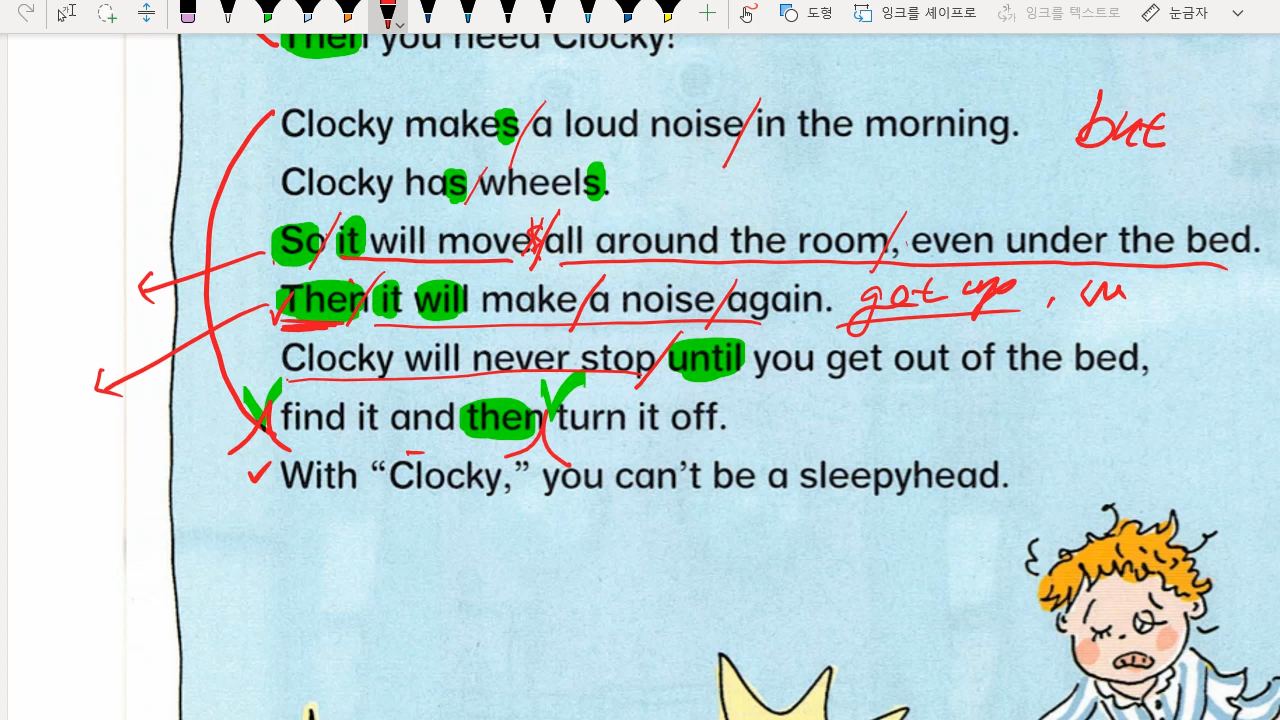 도형 잉크를 셰이프로 잉크를 텍스트로 눈금자
Then you need Clocky!
Clocky makes a loud noise in the morning. but
Clocky has wheels.
So it will move all around the room, even under the bed.
Then it will make a noise again. get up,
Clocky will never stop until you get out of the bed,
find it and then turn it off.
With “Clocky,” you can’t be a sleepyhead.